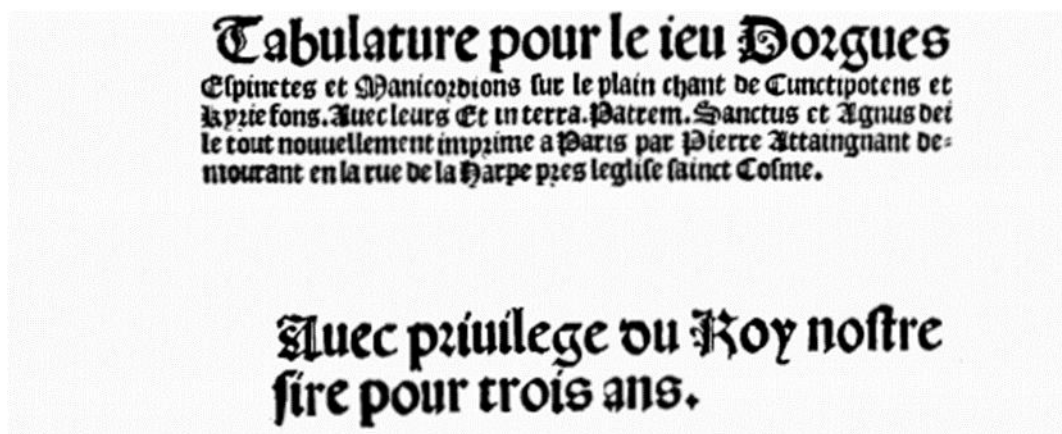 Tabulature pour le ieu Dorgues
Espinetes et Manicordions sur le plain chant de Cunctipotens et
kyrie fons. Auec leurs Et in terra. Patrem. Sanctus et Agnus dei
le tout nouuellement imprime a Paris par Pierre Attaingnant de-
mourant en la rue de la Harpe pres leglise sainct Cosme.
Auec priuilege du Roy nostre
sire pour trois ans.